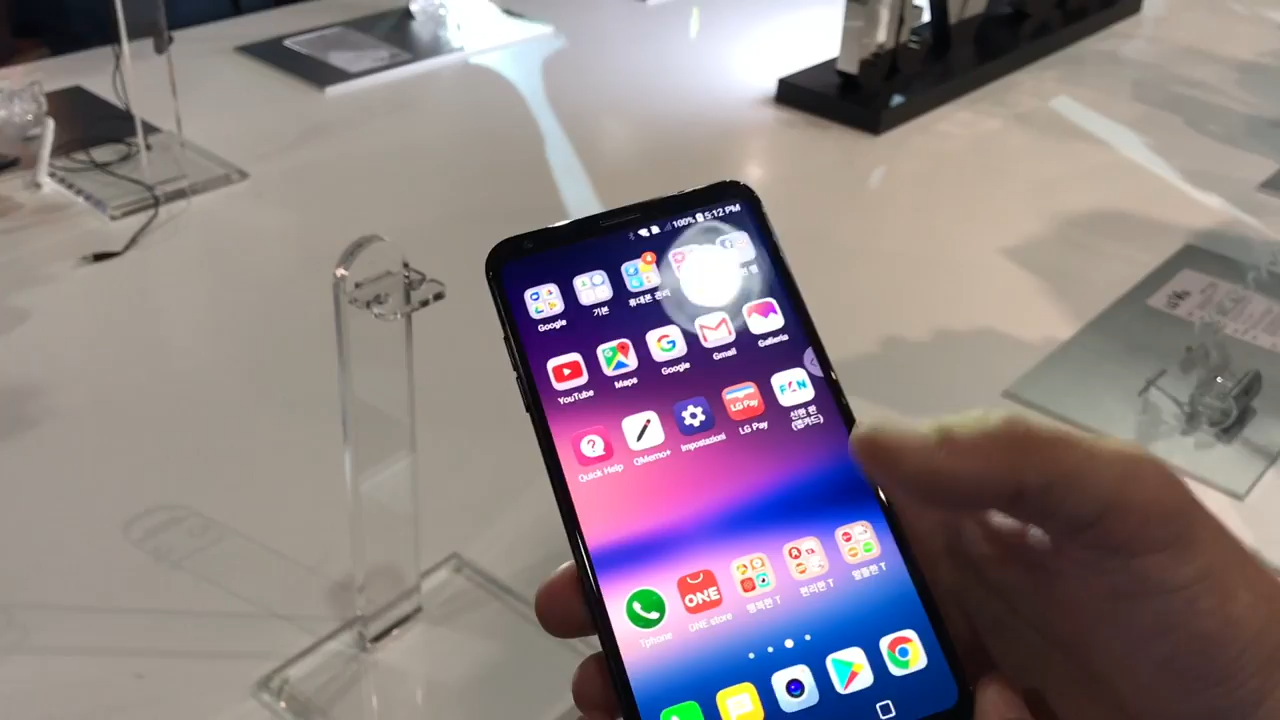 100% 5:12 PM
Google
기본
휴대폰 관리
YouTube
Maps
Google
Gmail
Galleria
Quick Help
QMemo+
Impostazioni
LG Pay
LG Pay
FAN
신한 판
(앱카드)
Tphone
ONE
ONE store
행복한 T
편리한 T
알뜰한 T